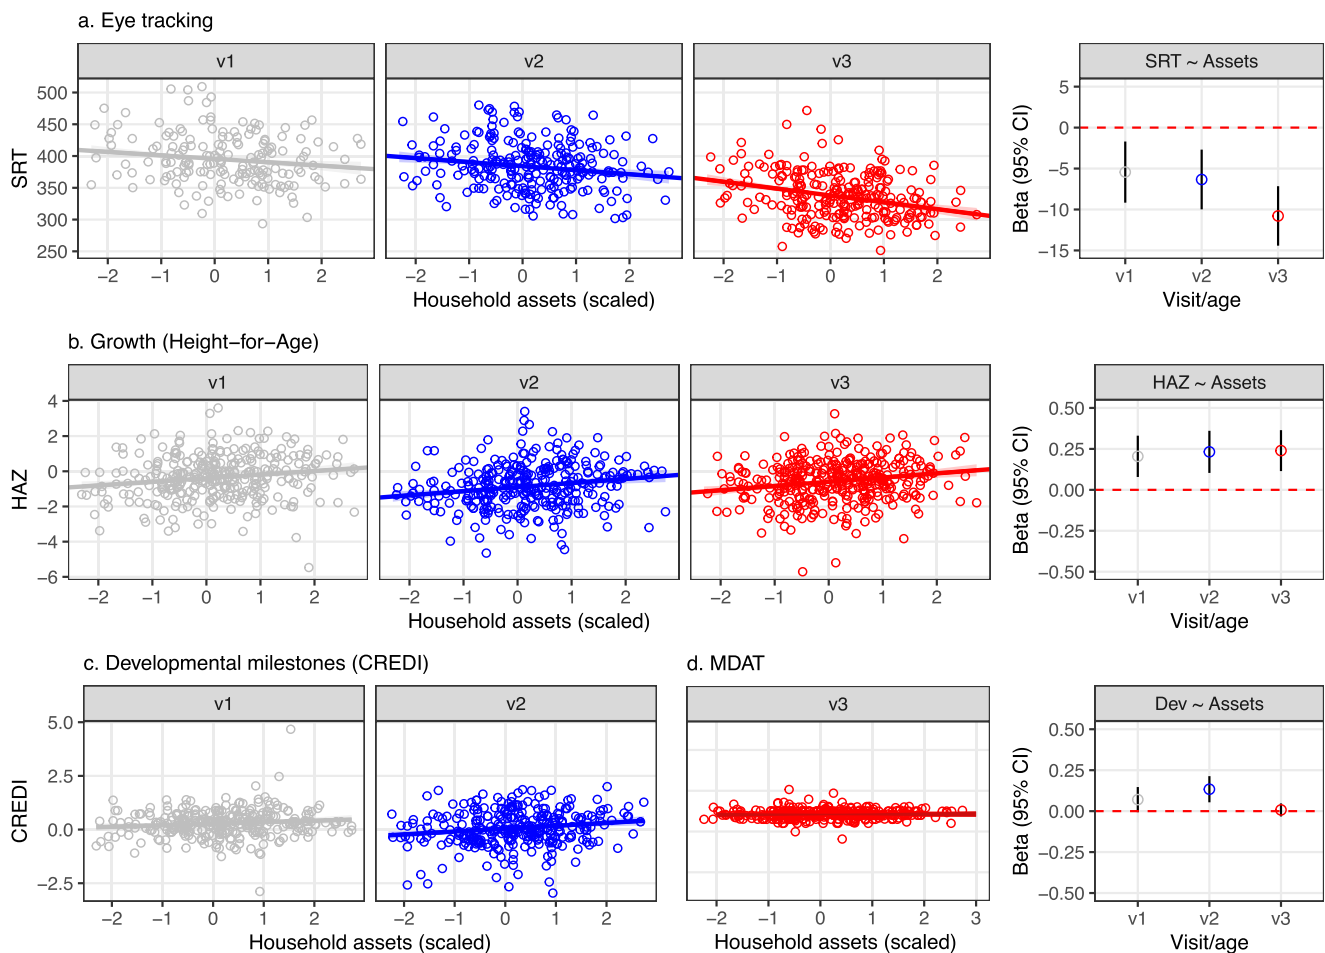 a. Eye tracking
v1 v2 v3 SRT ~ Assets
SRT
500
450
400
350
300
250
−2 −1 0 1 2 −2 −1 0 1 2 −2 −1 0 1 2
Household assets (scaled)
Beta (95% CI)
5
0
−5
−10
−15
v1 v2 v3
Visit/age
b. Growth (Height−for−Age)
v1 v2 v3 HAZ ~ Assets
HAZ
4
2
0
−2
−4
−6
−2 −1 0 1 2 −2 −1 0 1 2 −2 −1 0 1 2
Household assets (scaled)
Beta (95% CI)
0.50
0.25
0.00
−0.25
−0.50
v1 v2 v3
Visit/age
c. Developmental milestones (CREDI)
v1 v2
CREDI
5.0
2.5
0.0
−2.5
−2 −1 0 1 2 −2 −1 0 1 2
Household assets (scaled)
d. MDAT
v3
−2 −1 0 1 2 3
Household assets (scaled)
Dev ~ Assets
Beta (95% CI)
0.50
0.25
0.00
−0.25
−0.50
v1 v2 v3
Visit/age